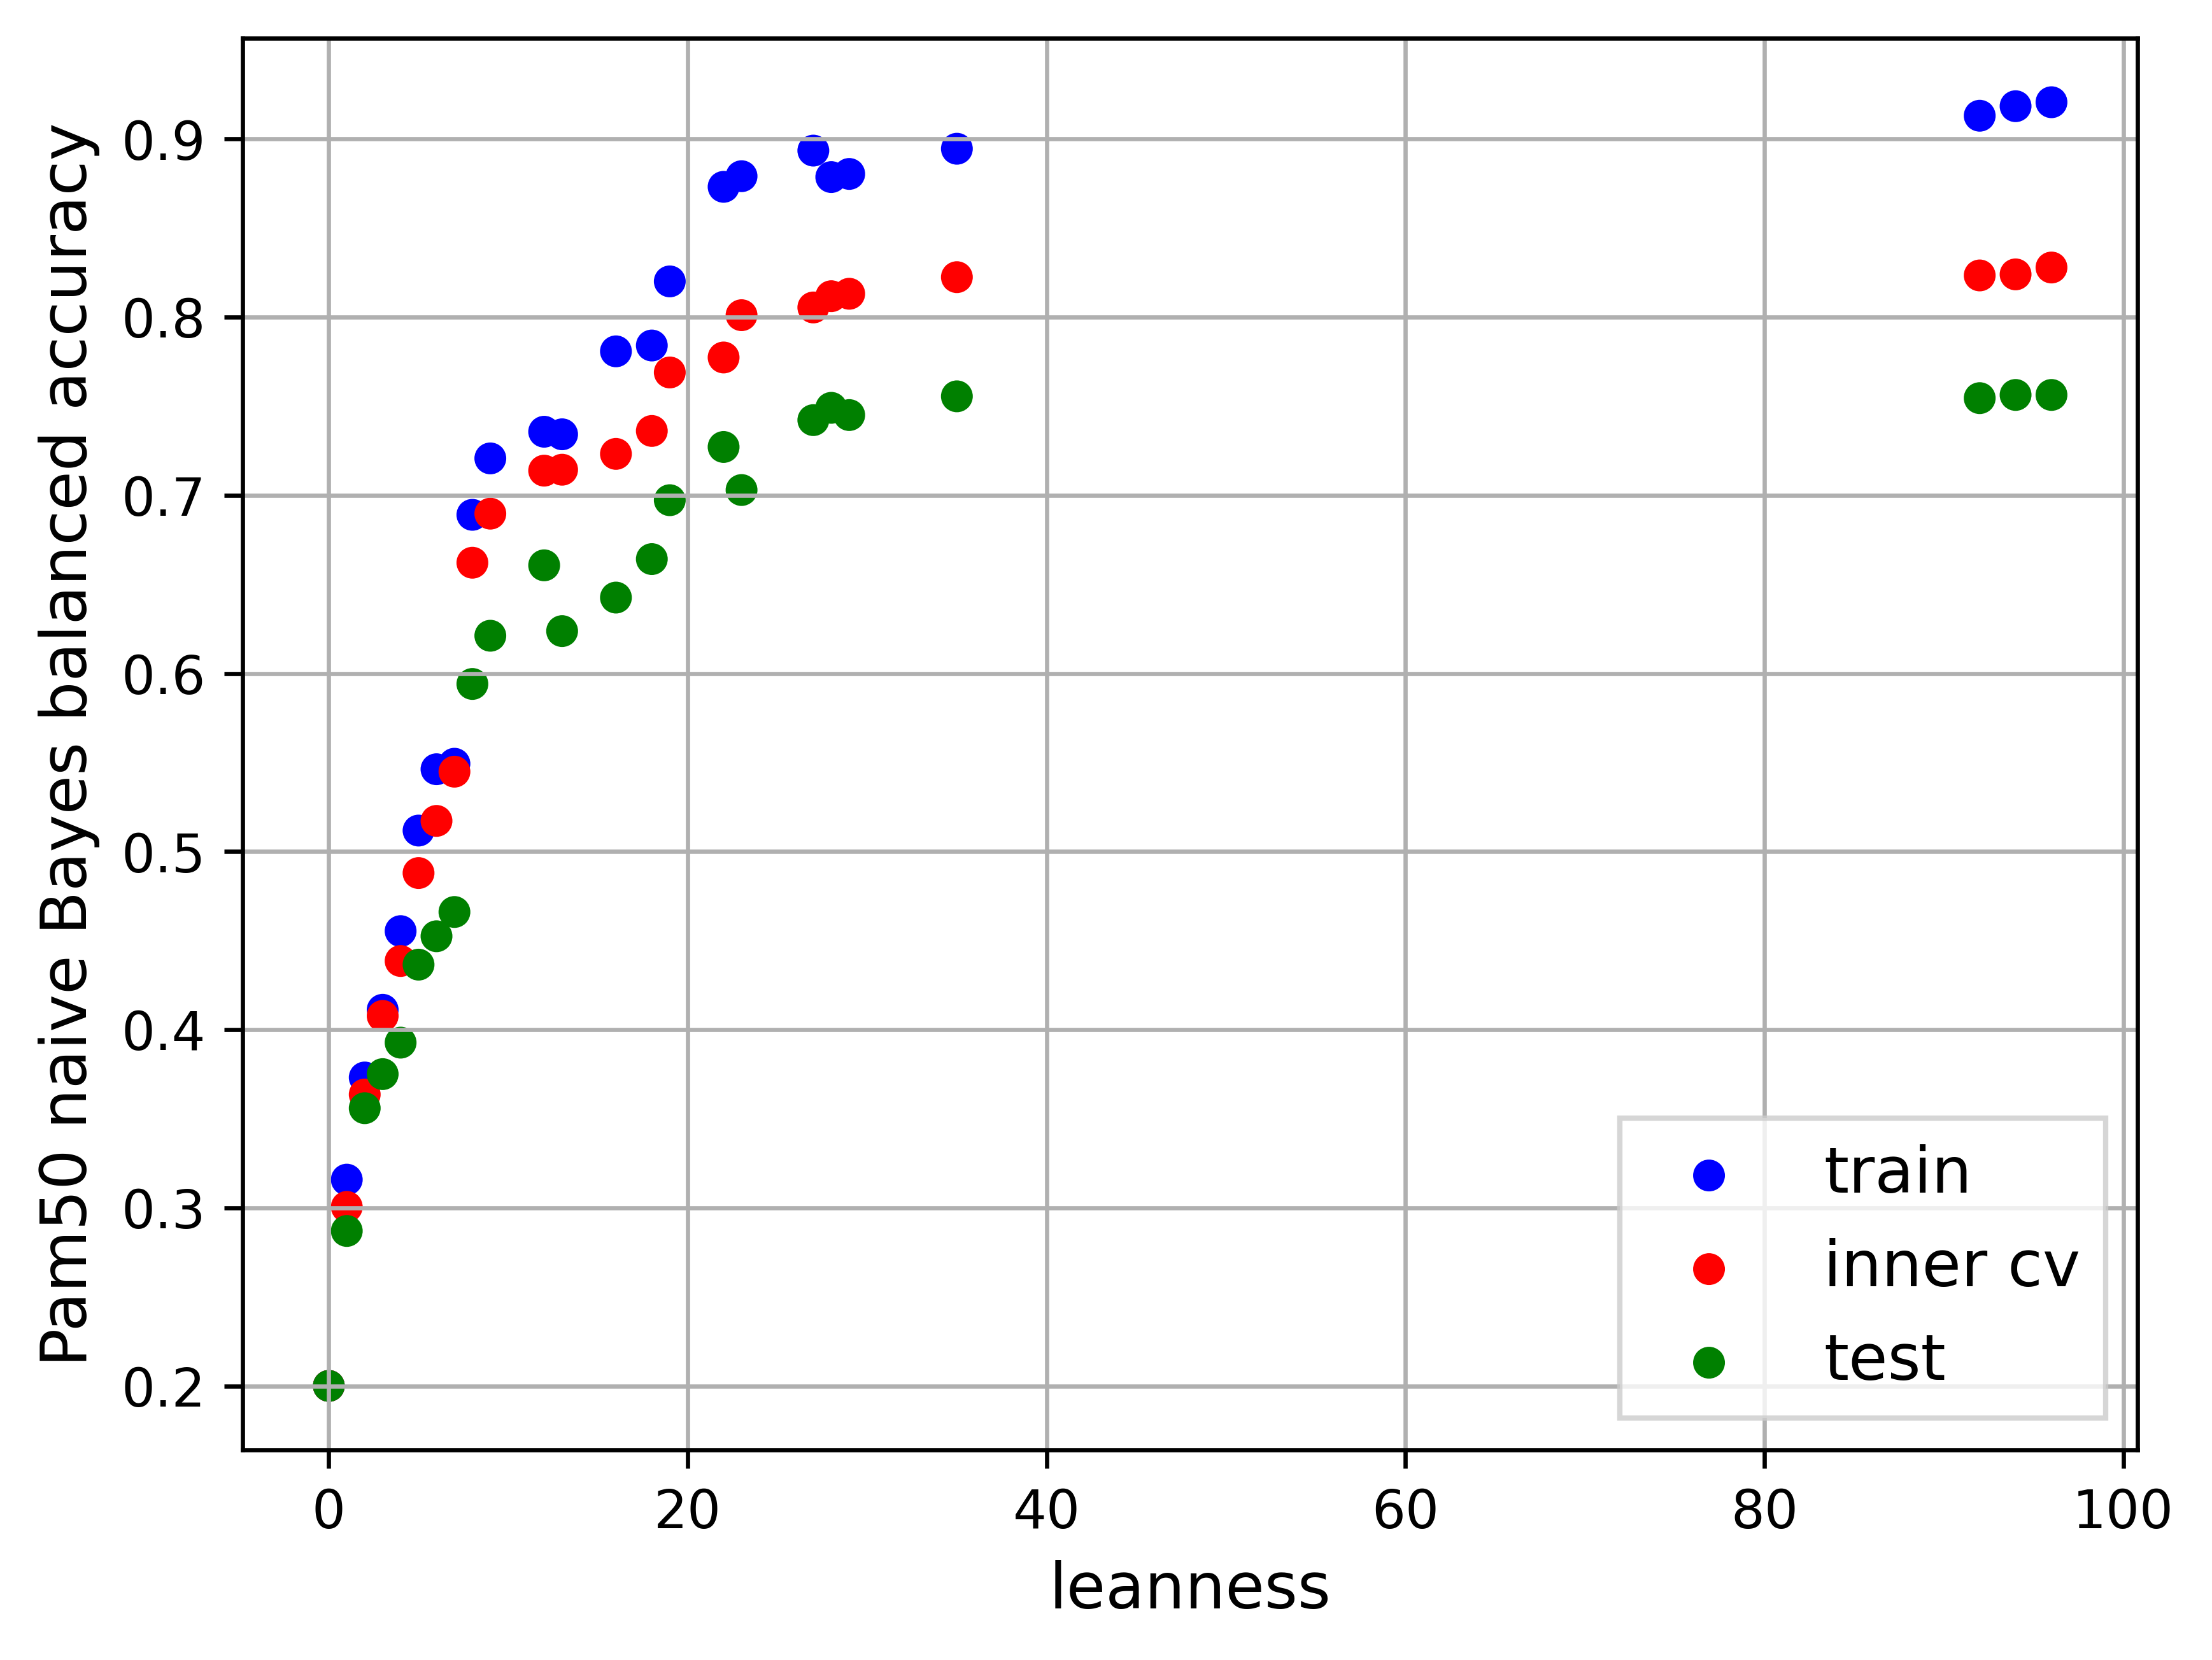 Pam50 naive Bayes balanced accuracy
0.9
0.8
0.7
0.6
0.5
0.4
0.3
0.2
train
inner cv
test
0 20 40 60 80 100
leanness